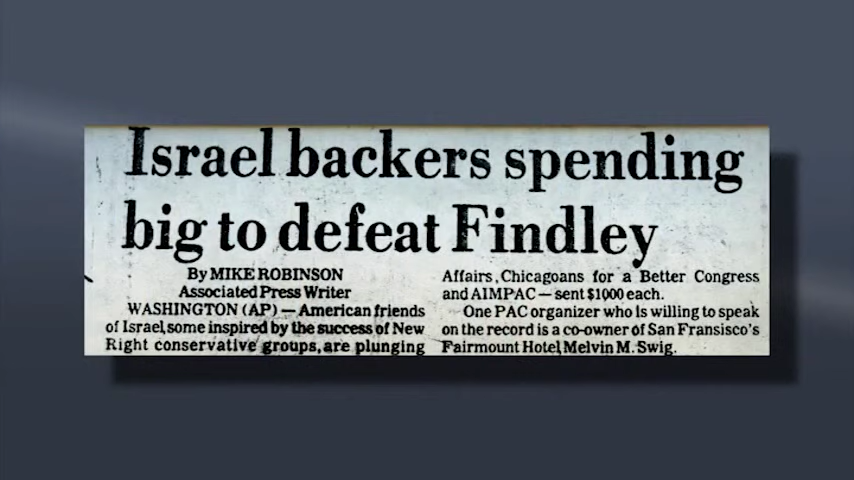 Israel backers spending
big to defeat Findley
By MIKE ROBINSON
Associated Press Writer
WASHINGTON (AP) — American friends
of Israel, some inspired by the success of New
Right conservative groups, are plunging
Affairs, Chicagoans for a Better Congress
and AIMPAC — sent $1000 each.
One PAC organizer who is willing to speak
on the record is a co-owner of San Fransisco's
Fairmount Hotel, Melvin M. Swig.